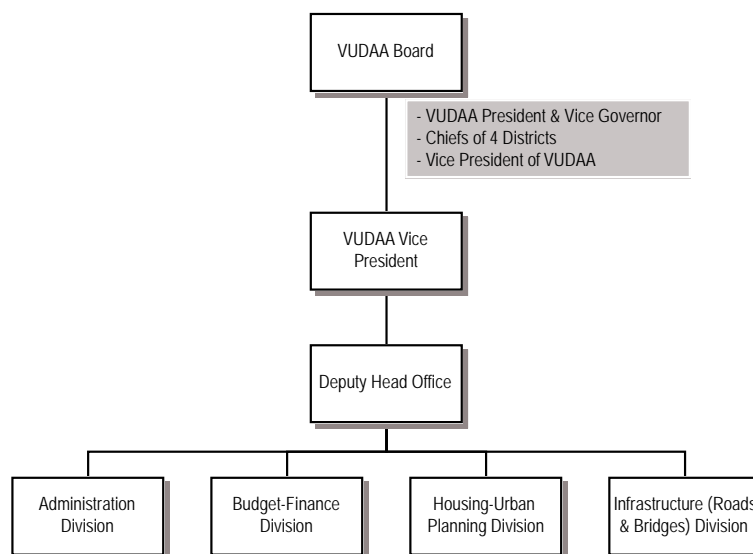 VUDAA Board
- VUDAA President & Vice Governor
- Chiefs of 4 Districts
- Vice President of VUDAA
VUDAA Vice
President
Deputy Head Office
Administration
Division
Budget-Finance
Division
Housing-Urban
Planning Division
Infrastructure (Roads
& Bridges) Division